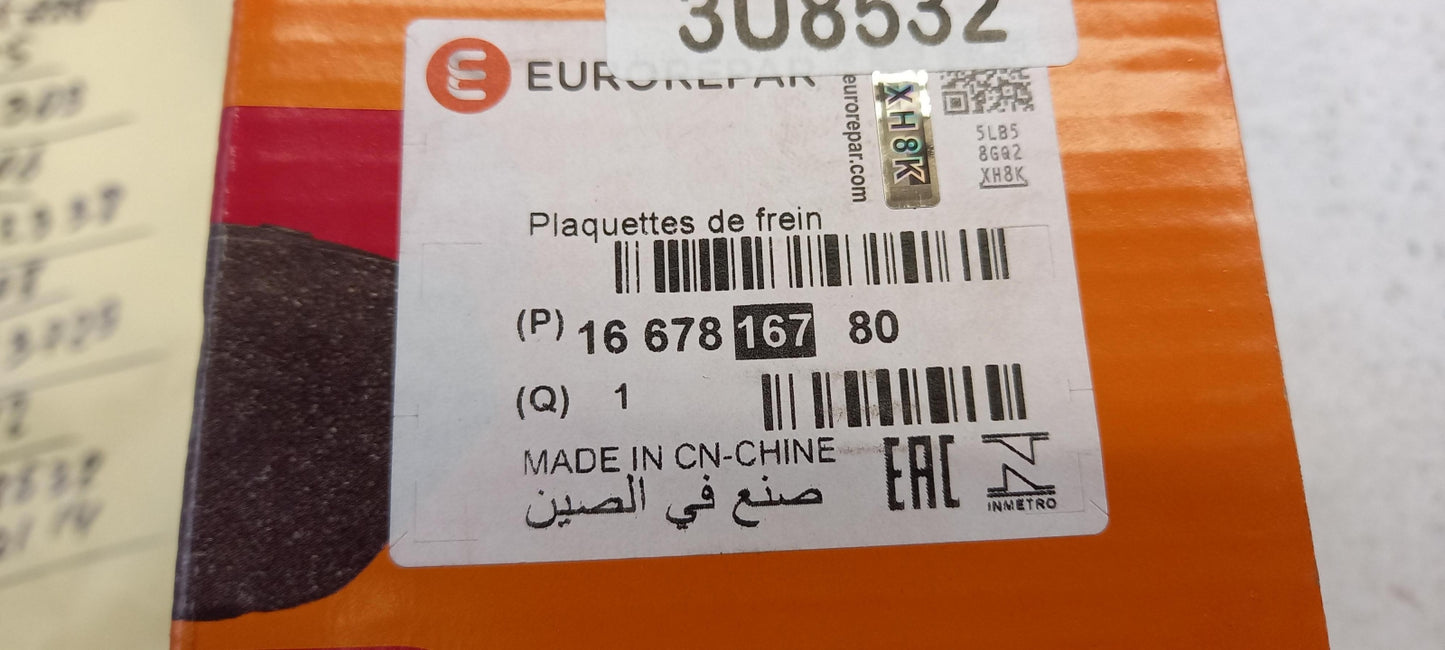 3U8532
EUROREPAR
eurorepar.com
XH8K
5LB5
8GQ2
XH8K
Plaquettes de frein
(P) 16 678 167 80
(Q) 1
MADE IN CN-CHINE
صنع في الصين
EAC
INMETRO